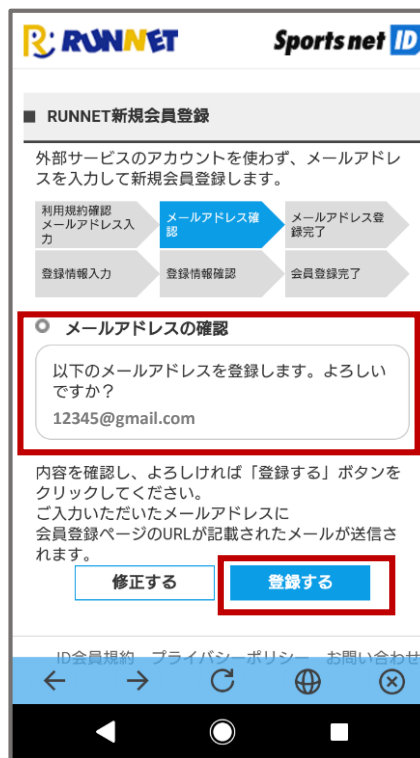 RUNNET Sports net ID
■ RUNNET新規会員登録
外部サービスのアカウントを使わず、メールアドレ
スを入力して新規会員登録します。
利用規約確認
メールアドレス入
力
メールアドレス確
認
メールアドレス登
録完了
登録情報入力
登録情報確認
会員登録完了
メールアドレスの確認
以下のメールアドレスを登録します。よろしい
ですか？
12345@gmail.com
内容を確認し、よろしければ「登録する」ボタンを
クリックしてください。
ご入力いただいたメールアドレスに
会員登録ページのURLが記載されたメールが送信さ
れます。
修正する 登録する
ID会員規約 プライバシーポリシー お問い合わせ